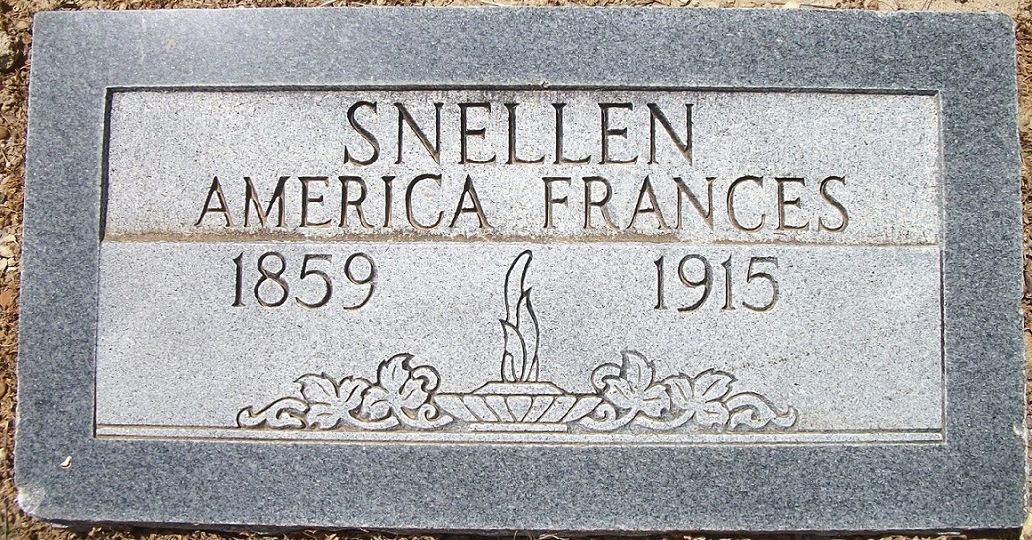 SNELLEN
AMERICA FRANCES
1859 1915